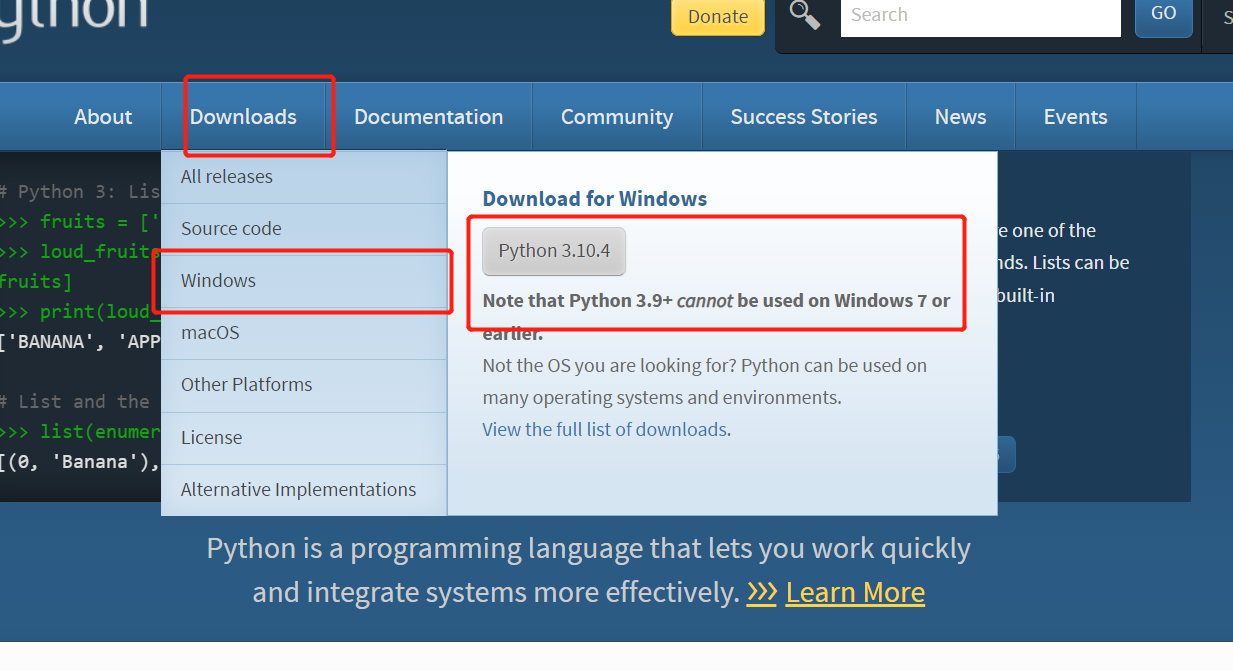 ython
Donate
Search
GO
S
About
Downloads
Documentation
Community
Success Stories
News
Events
All releases
Source code
Windows
macOS
Other Platforms
License
Alternative Implementations
Download for Windows
Python 3.10.4
Note that Python 3.9+ cannot be used on Windows 7 or
earlier.
Not the OS you are looking for? Python can be used on
many operating systems and environments.
View the full list of downloads.
# Python 3: Lis
>>> fruits = ['
>>> loud_fruits
fruits]
>>> print(loud_
['BANANA', 'APP
# List and the
>>> list(enumer
[(0, 'Banana'),
e one of the
nds. Lists can be
built-in
Python is a programming language that lets you work quickly
and integrate systems more effectively. >>> Learn More